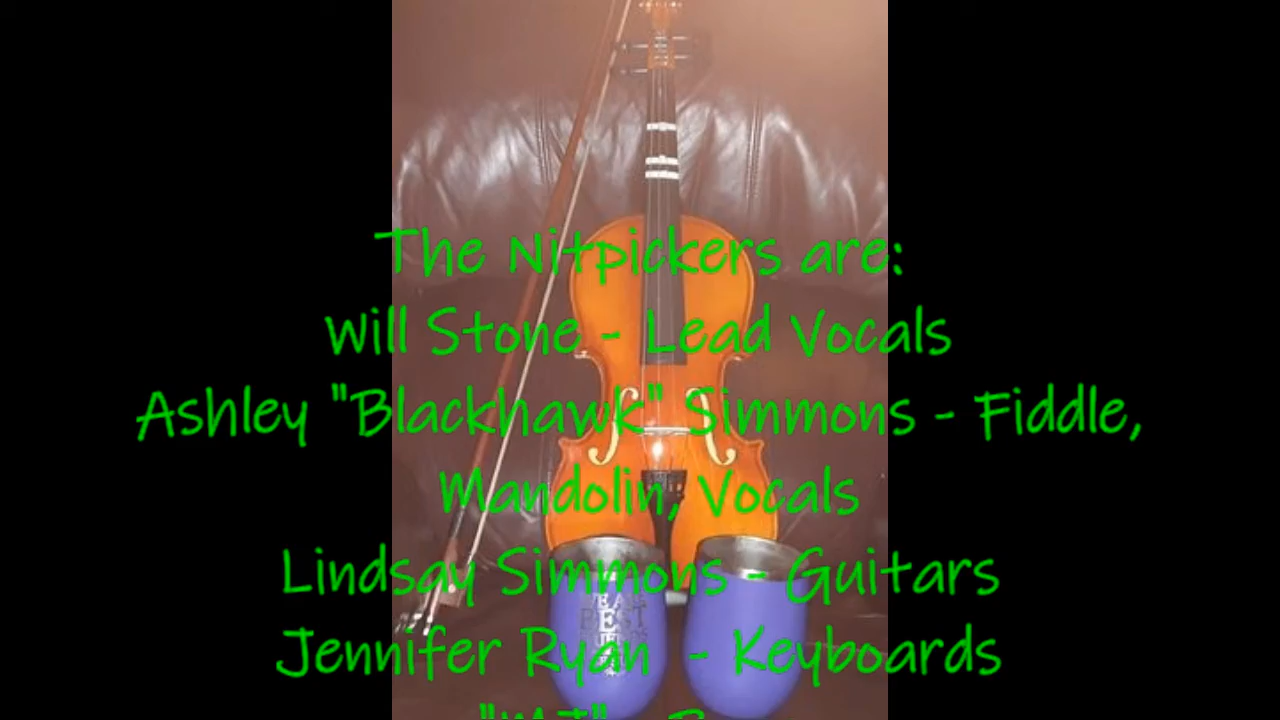 The Nitpickers are:
Will Stone - Lead Vocals
Ashley "Blackhawk" Simmons - Fiddle,
Mandolin, Vocals
Lindsay Simmons - Guitars
Jennifer Ryan - Keyboards